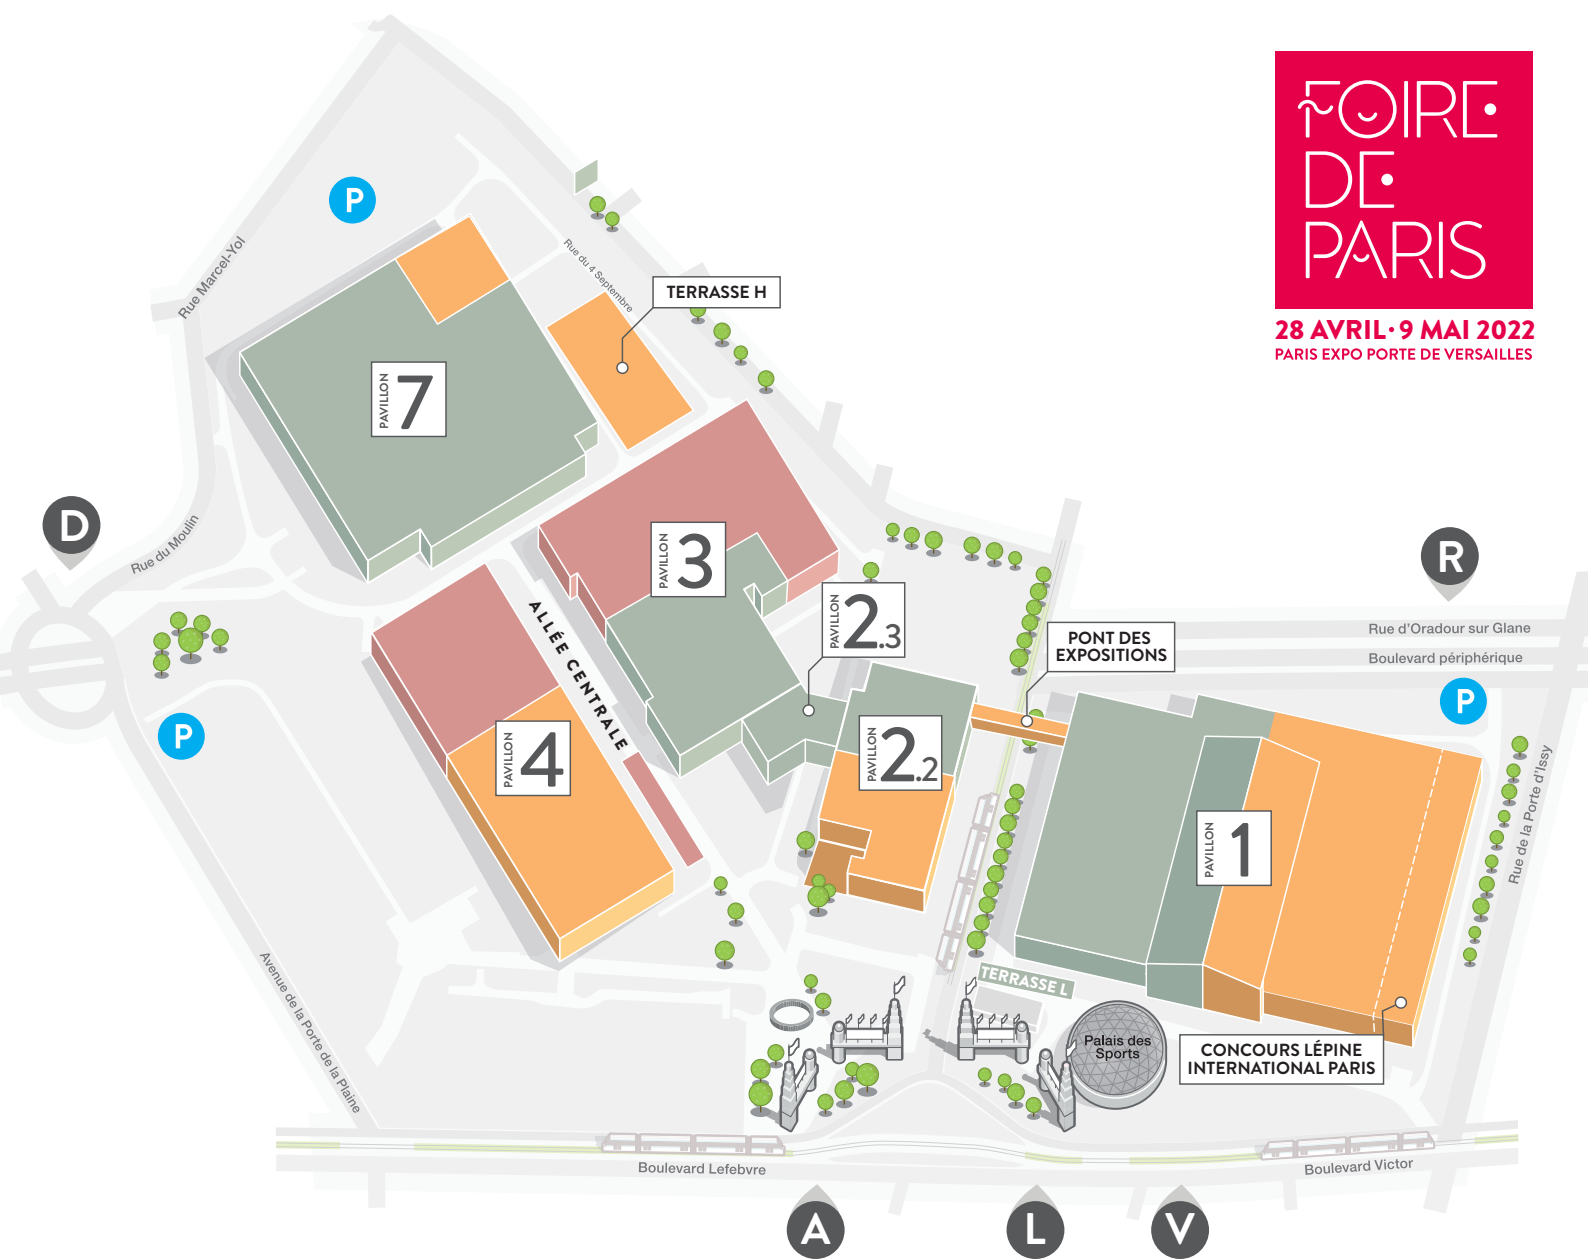 FOIRE
DE
PARIS
28 AVRIL · 9 MAI 2022
PARIS EXPO PORTE DE VERSAILLES
P
Rue Marcel-Yol
Rue du 4 Septembre
TERRASSE H
PAVILLON 7
D
Rue du Moulin
PAVILLON 3
ALLÉE CENTRALE
PAVILLON 2.3
R
Rue d'Oradour sur Glane
Boulevard périphérique
PONT DES
EXPOSITIONS
P
P
PAVILLON 4
PAVILLON 2.2
PAVILLON 1
Rue de la Porte d'Issy
Avenue de la Porte de la Plaine
TERRASSE L
Palais des
Sports
CONCOURS LÉPINE
INTERNATIONAL PARIS
Boulevard Lefebvre
Boulevard Victor
A
L
V